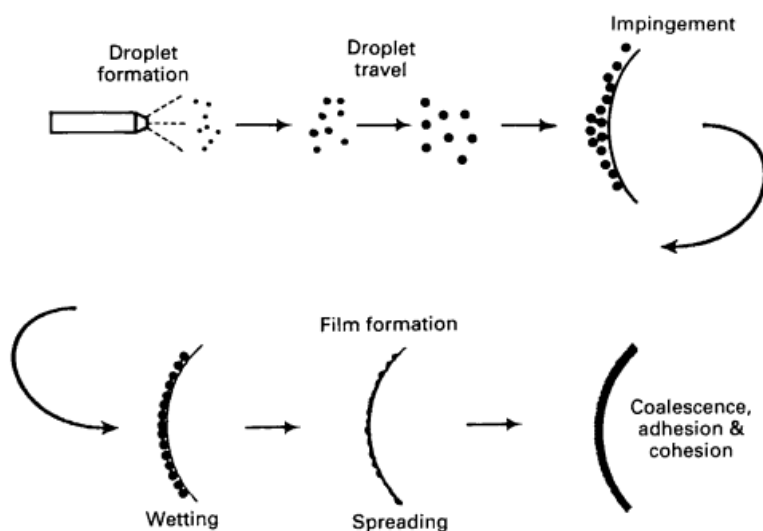 Droplet
formation
Droplet
travel
Impingement
Film formation
Wetting
Spreading
Coalescence,
adhesion &
cohesion